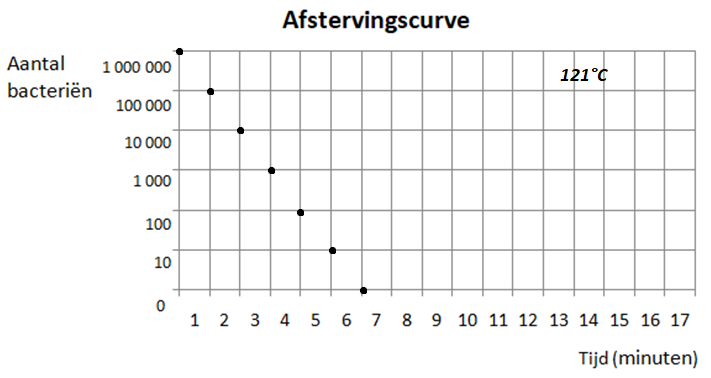 Afstervingscurve
Aantal
bacteriën
1 000 000
100 000
10 000
1 000
100
10
0
121°C
1 2 3 4 5 6 7 8 9 10 11 12 13 14 15 16 17
Tijd (minuten)